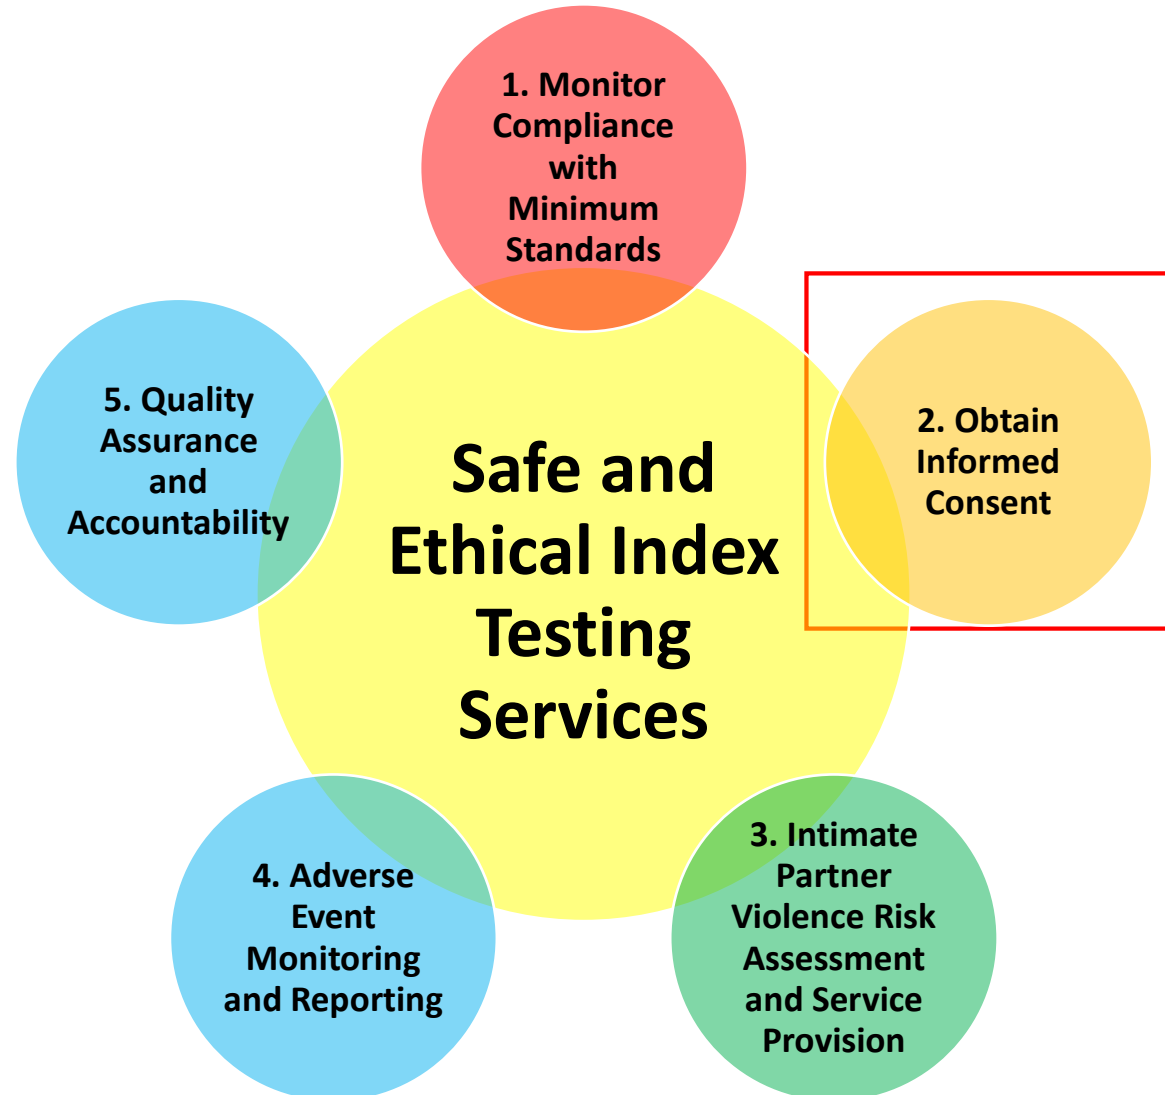 1. Monitor
Compliance
with
Minimum
Standards
2. Obtain
Informed
Consent
3. Intimate
Partner
Violence Risk
Assessment
and Service
Provision
4. Adverse
Event
Monitoring
and Reporting
5. Quality
Assurance
and
Accountability
Safe and
Ethical Index
Testing
Services